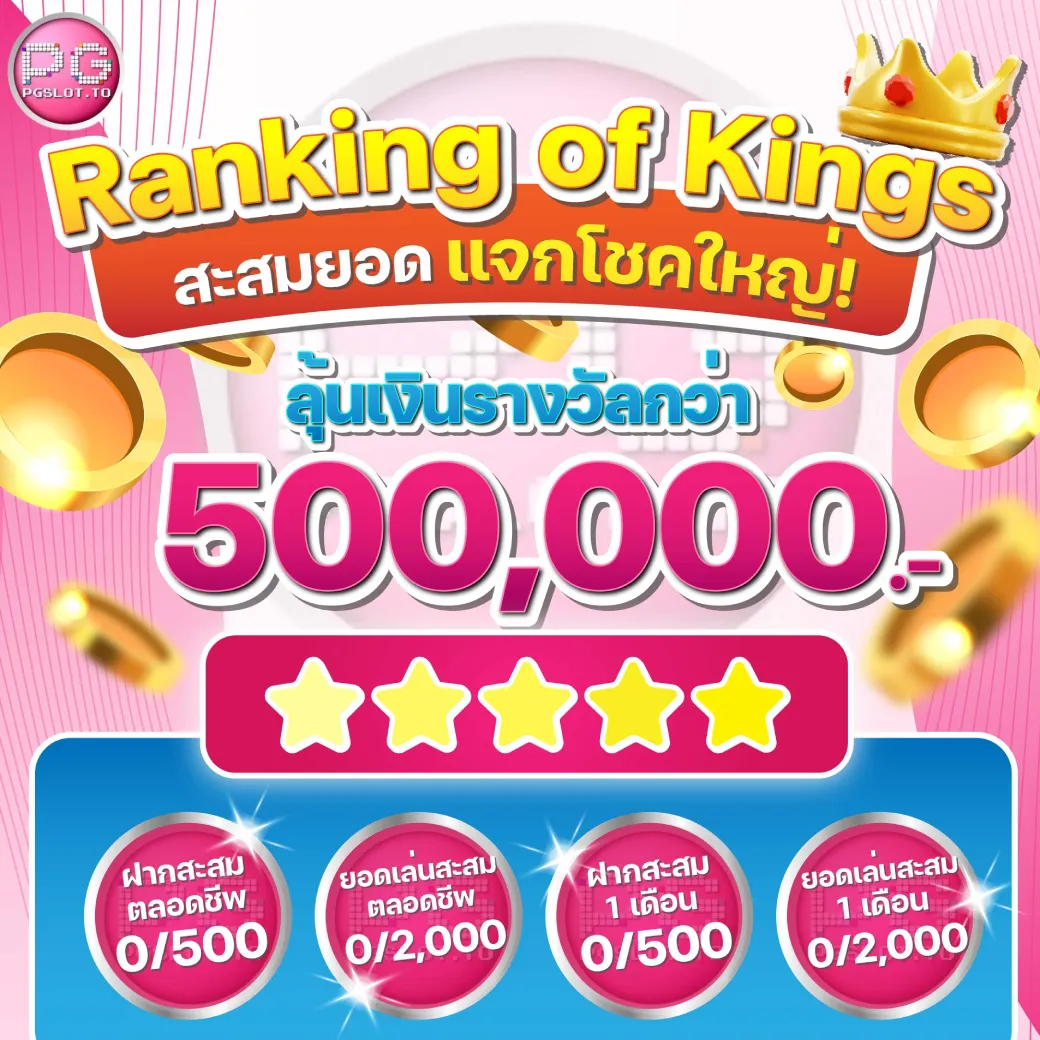 PG
PGSLOT.TO
Ranking of Kings
สะสมยอด แจกโชคใหญ่!
ลุ้นเงินรางวัลกว่า
500,000.-
ฝากสะสม
ตลอดชีพ
0/500
ยอดเล่นสะสม
ตลอดชีพ
0/2,000
ฝากสะสม
1 เดือน
0/500
ยอดเล่นสะสม
1 เดือน
0/2,000